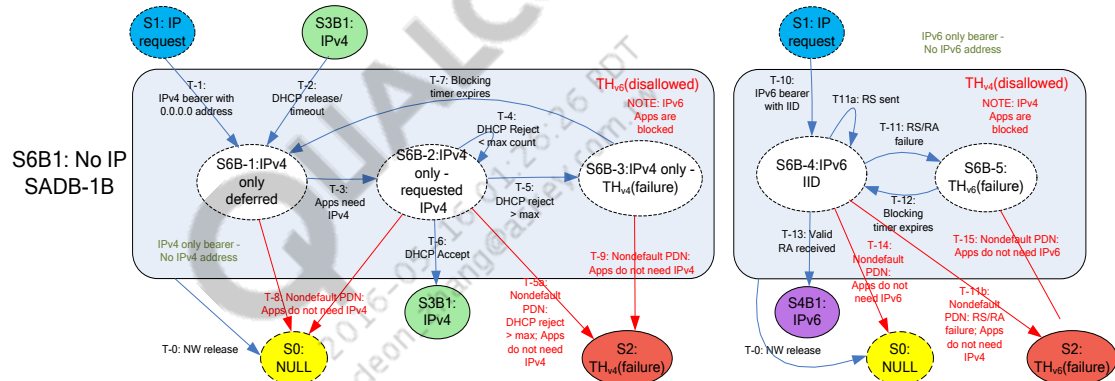 S1: IP
request
S3B1:
IPv4
T-1:
IPv4 bearer with
0.0.0.0 address
T-2:
DHCP release/
timeout
T-7: Blocking
timer expires
THv6(disallowed)
NOTE: IPv6
Apps are
blocked
T-4:
DHCP Reject
< max count
S6B1: No IP
SADB-1B
S6B-1:IPv4
only
deferred
S6B-2:IPv4
only -
requested
IPv4
S6B-3:IPv4 only -
THv4(failure)
T-3:
Apps need
IPv4
T-5:
DHCP reject
> max
IPv4 only bearer -
No IPv4 address
T-6:
DHCP Accept
T-9: Nondefault PDN:
Apps do not need IPv4
T-8: Nondefault PDN:
Apps do not need IPv4
T-5a:
Nondefault
PDN:
DHCP reject
> max; Apps
do not need
IPv4
T-0: NW release
S0:
NULL
S3B1:
IPv4
S2:
THv4(failure)
S1: IP
request
IPv6 only bearer -
No IPv6 address
T-10:
IPv6 bearer
with IID
T11a: RS sent
THv4(disallowed)
NOTE: IPv4
Apps are
blocked
T-11: RS/RA
failure
S6B-4:IPv6
IID
S6B-5:
THv6(failure)
T-12:
Blocking
timer expires
T-13: Valid
RA received
T-14:
Nondefault
PDN:
Apps do not
need IPv6
T-15: Nondefault PDN:
Apps do not need IPv6
T-11b: Nondefault
PDN: RS/RA
failure; Apps
do not need
IPv4
S4B1:
IPv6
T-0: NW release
S0:
NULL
S2:
THv6(failure)